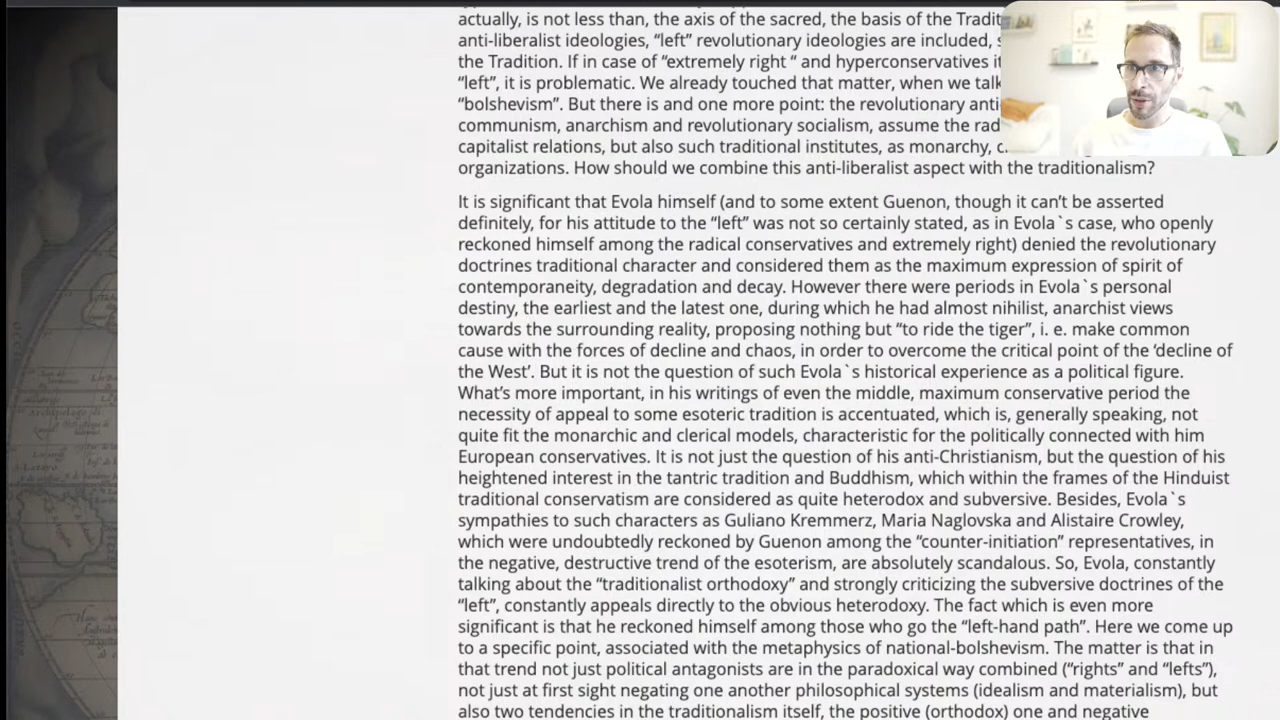 actually, is not less than, the axis of the sacred, the basis of the
anti-liberalist ideologies, “left” revolutionary ideologies are included,
the Tradition. If in case of “extremely right “ and hyperconservatives
“left”, it is problematic. We already touched that matter, when we
“bolshevism”. But there is and one more point: the revolutionary
communism, anarchism and revolutionary socialism, assume the
capitalist relations, but also such traditional institutes, as monarchy,
organizations. How should we combine this anti-liberalist aspect with the traditionalism?
It is significant that Evola himself (and to some extent Guenon, though it can’t be asserted
definitely, for his attitude to the “left” was not so certainly stated, as in Evola`s case, who openly
reckoned himself among the radical conservatives and extremely right) denied the revolutionary
doctrines traditional character and considered them as the maximum expression of spirit of
contemporaneity, degradation and decay. However there were periods in Evola`s personal
destiny, the earliest and the latest one, during which he had almost nihilist, anarchist views
towards the surrounding reality, proposing nothing but “to ride the tiger”, i. e. make common
cause with the forces of decline and chaos, in order to overcome the critical point of the ‘decline of
the West’. But it is not the question of such Evola`s historical experience as a political figure.
What’s more important, in his writings of even the middle, maximum conservative period the
necessity of appeal to some esoteric tradition is accentuated, which is, generally speaking, not
quite fit the monarchic and clerical models, characteristic for the politically connected with him
European conservatives. It is not just the question of his anti-Christianism, but the question of his
heightened interest in the tantric tradition and Buddhism, which within the frames of the Hinduist
traditional conservatism are considered as quite heterodox and subversive. Besides, Evola`s
sympathies to such characters as Guliano Kremmerz, Maria Naglovska and Alistaire Crowley,
which were undoubtedly reckoned by Guenon among the “counter-initiation” representatives, in
the negative, destructive trend of the esoterism, are absolutely scandalous. So, Evola, constantly
talking about the “traditionalist orthodoxy” and strongly criticizing the subversive doctrines of the
“left”, constantly appeals directly to the obvious heterodoxy. The fact which is even more
significant is that he reckoned himself among those who go the “left-hand path”. Here we come up
to a specific point, associated with the metaphysics of national-bolshevism. The matter is that in
that trend not just political antagonists are in the paradoxical way combined (“rights” and “lefts”),
not just at first sight negating one another philosophical systems (idealism and materialism), but
also two tendencies in the traditionalism itself, the positive (orthodox) one and negative